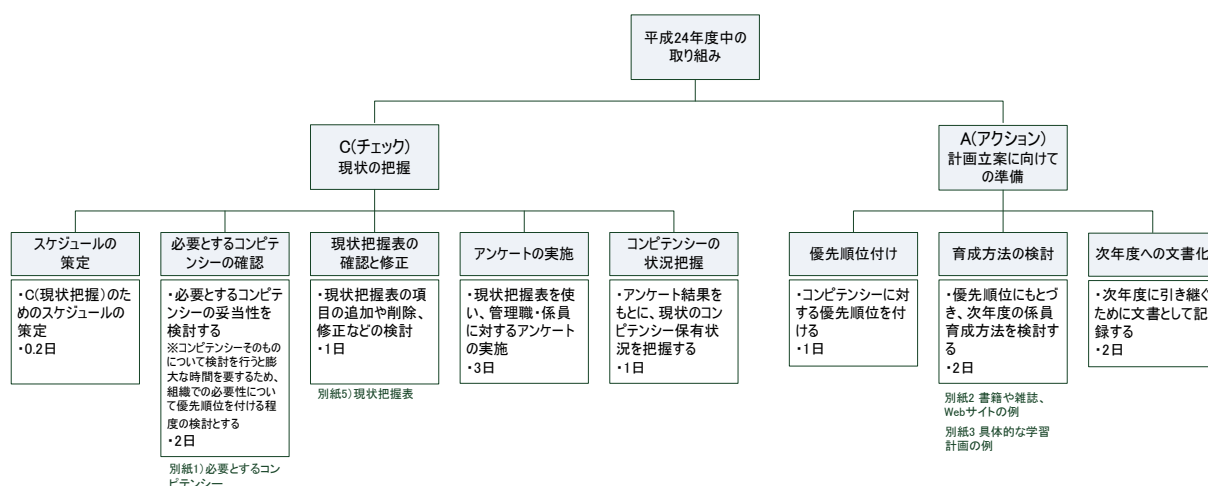 平成24年度中の
取り組み
C(チェック)
現状の把握
A(アクション)
計画立案に向けて
の準備
スケジュールの
策定
・C(現状把握)のた
めのスケジュールの
策定
・0.2日
必要とするコンピテ
ンシーの確認
・必要とするコンピテ
ンシーの妥当性を
検討する
※コンピテンシーそのもの
について検討を行うと膨
大な時間を要するため、
組織での必要性につい
て優先順位を付ける程
度の検討とする
・2日
別紙1)必要とするコン
ピテンシー
現状把握表の
確認と修正
・現状把握表の項
目の追加や削除、
修正などの検討
・1日
別紙5)現状把握表
アンケートの実施
・現状把握表を使
い、管理職・係員
に対するアンケート
の実施
・3日
コンピテンシーの
状況把握
・アンケート結果を
もとに、現状のコン
ピテンシー保有状
況を把握する
・1日
優先順位付け
・コンピテンシーに対
する優先順位を付
ける
・1日
育成方法の検討
・優先順位にもとづ
き、次年度の係員
育成方法を検討す
る
・2日
別紙2 書籍や雑誌、
Webサイトの例
別紙3 具体的な学習
計画の例
次年度への文書化
・次年度に引き継ぐ
ために文書として記
録する
・2日